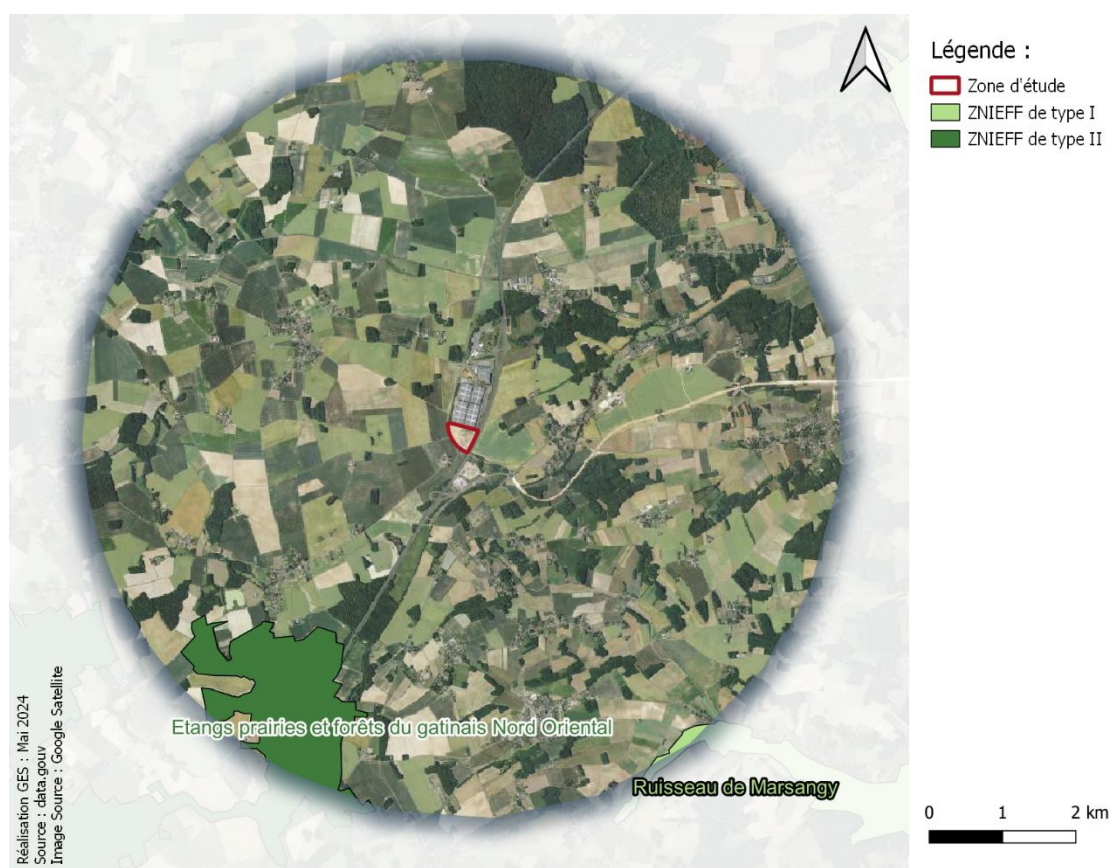 Légende :
Zone d'étude
ZNIEFF de type I
ZNIEFF de type II
Etangs prairies et forêts du gatinais Nord Oriental
Ruisseau de Marsangy
Réalisation GES : Mai 2024
Source : data.gouv
Image Source : Google Satellite
0 1 2 km